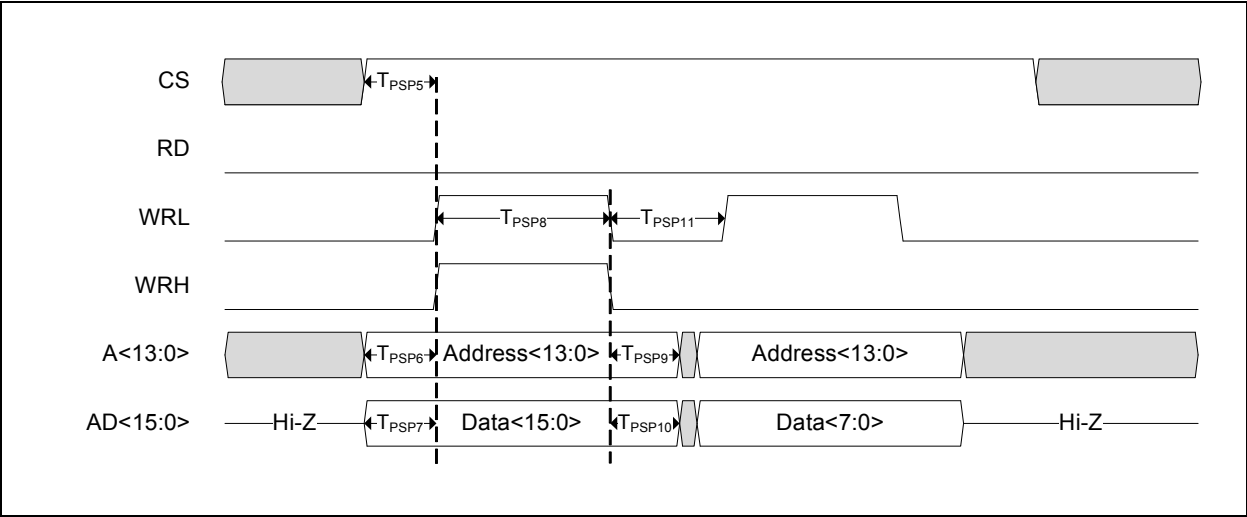 CS TPSP5
RD
WRL TPSP8 TPSP11
WRH
A<13:0> TPSP6 Address<13:0> TPSP9 Address<13:0>
AD<15:0> Hi-Z TPSP7 Data<15:0> TPSP10 Data<7:0> Hi-Z